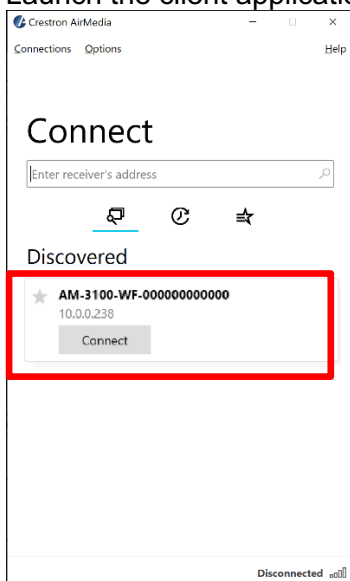 Launch the client applicatio
Crestron AirMedia
Connections Options Help
Connect
Enter receiver's address
Discovered
AM-3100-WF-000000000000
10.0.0.238
Connect
Disconnected